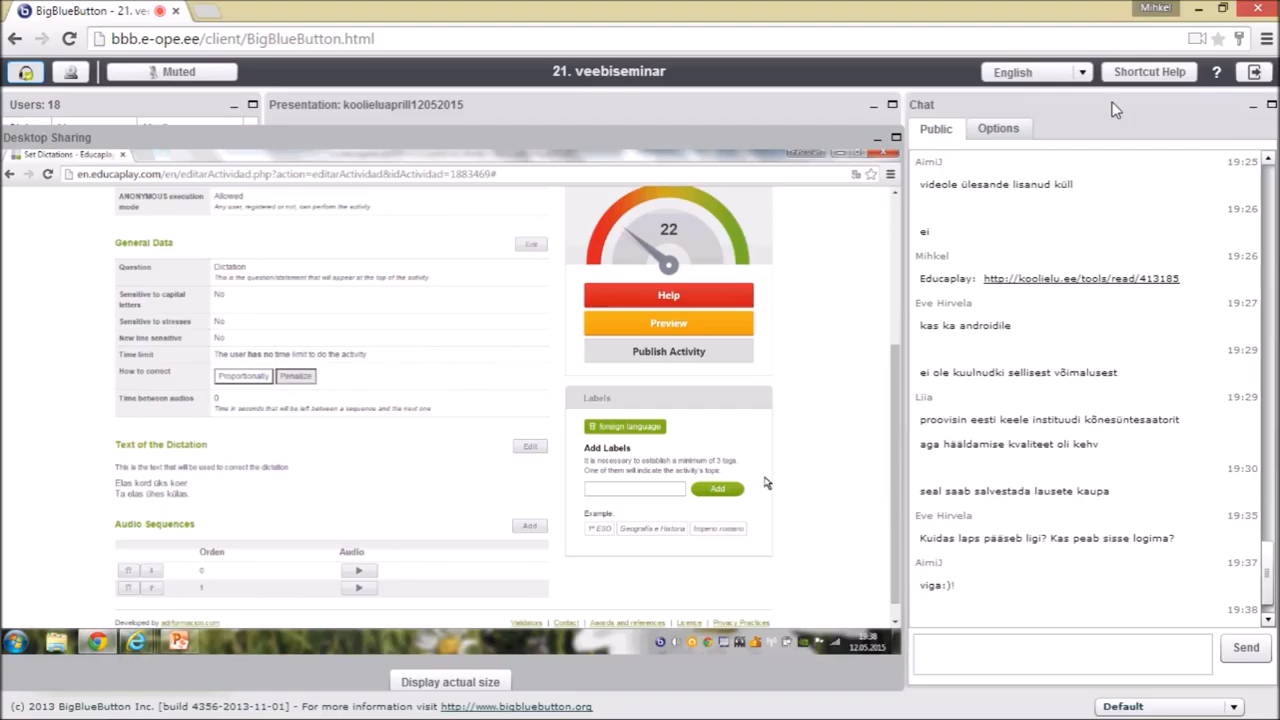 BigBlueButton - 21. vee
Mihkel
bbb.e-ope.ee/client/BigBlueButton.html
Muted
21. veebiseminar
English
Shortcut Help
?
Users: 18
Presentation: koolieluaprill12052015
Chat
Desktop Sharing
Public
Options
Set Dictations - Educapla
en.educaplay.com/en/editarActividad.php?action=editarActividad&idActividad=1883469#
ANONYMOUS execution mode
Allowed
Any user, registered or not, can perform the activity
General Data
Edit
Question
Dictation
This is the question/statement that will appear at the top of the activity
Sensitive to capital letters
No
Sensitive to stresses
No
New line sensitive
No
Time limit
The user has no time limit to do the activity
How to correct
Proportionally
Penalize
Time between audios
0
Time in seconds that will be left between a sequence and the next one
Text of the Dictation
Edit
This is the text that will be used to correct the dictation
Elas kord üks koer
Ta elas ühes külas.
Audio Sequences
Add
Orden
Audio
0
1
22
Help
Preview
Publish Activity
Labels
foreign language
Add Labels
It is necessary to establish a minimum of 3 tags.
One of them will indicate the activity's topic
Add
Example:
1º ESO
Geografía e Historia
Imperio romano
Developed by adrformacion.com
Validators
Contact
Awards and references
Licence
Privacy Practices
19:38
12.05.2015
Display actual size
AimiJ
19:25
videole ülesande lisanud küll
19:26
ei
Mihkel
19:26
Educaplay: http://koolielu.ee/tools/read/413185
Eve Hirvela
19:27
kas ka androidile
19:29
ei ole kuulnudki sellisest võimalusest
Liia
19:29
proovisin eesti keele instituudi kõnesüntesaatorit
aga hääldamise kvaliteet oli kehv
19:30
seal saab salvestada lausete kaupa
Eve Hirvela
19:35
Kuidas laps pääseb ligi? Kas peab sisse logima?
AimiJ
19:37
viga:)!
19:38
Send
(c) 2013 BigBlueButton Inc. [build 4356-2013-11-01] - For more information visit http://www.bigbluebutton.org
Default